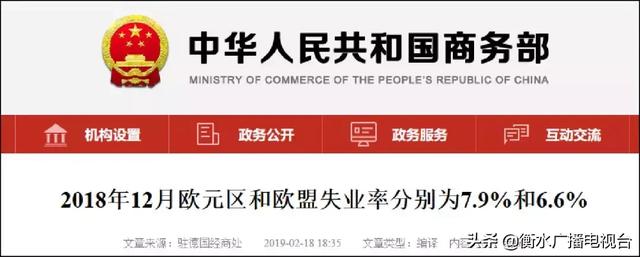 中华人民共和国商务部
MINISTRY OF COMMERCE OF THE PEOPLE'S REPUBLIC OF CHINA
机构设置 政务公开 政务服务 互动交流
2018年12月欧元区和欧盟失业率分别为7.9%和6.6%
文章来源：驻德国经商处 2019-02-18 18:35 文章类型：编译 内容
头条 @衡水广播电视台